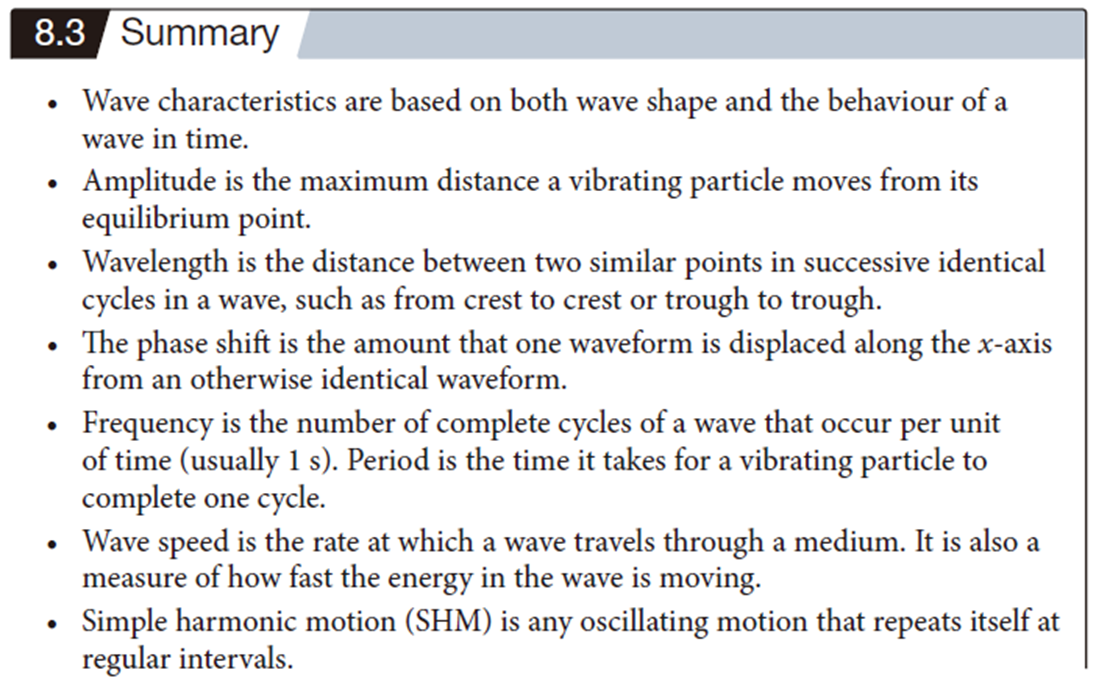 8.3 Summary
• Wave characteristics are based on both wave shape and the behaviour of a
wave in time.
• Amplitude is the maximum distance a vibrating particle moves from its
equilibrium point.
• Wavelength is the distance between two similar points in successive identical
cycles in a wave, such as from crest to crest or trough to trough.
• The phase shift is the amount that one waveform is displaced along the x-axis
from an otherwise identical waveform.
• Frequency is the number of complete cycles of a wave that occur per unit
of time (usually 1 s). Period is the time it takes for a vibrating particle to
complete one cycle.
• Wave speed is the rate at which a wave travels through a medium. It is also a
measure of how fast the energy in the wave is moving.
• Simple harmonic motion (SHM) is any oscillating motion that repeats itself at
regular intervals.